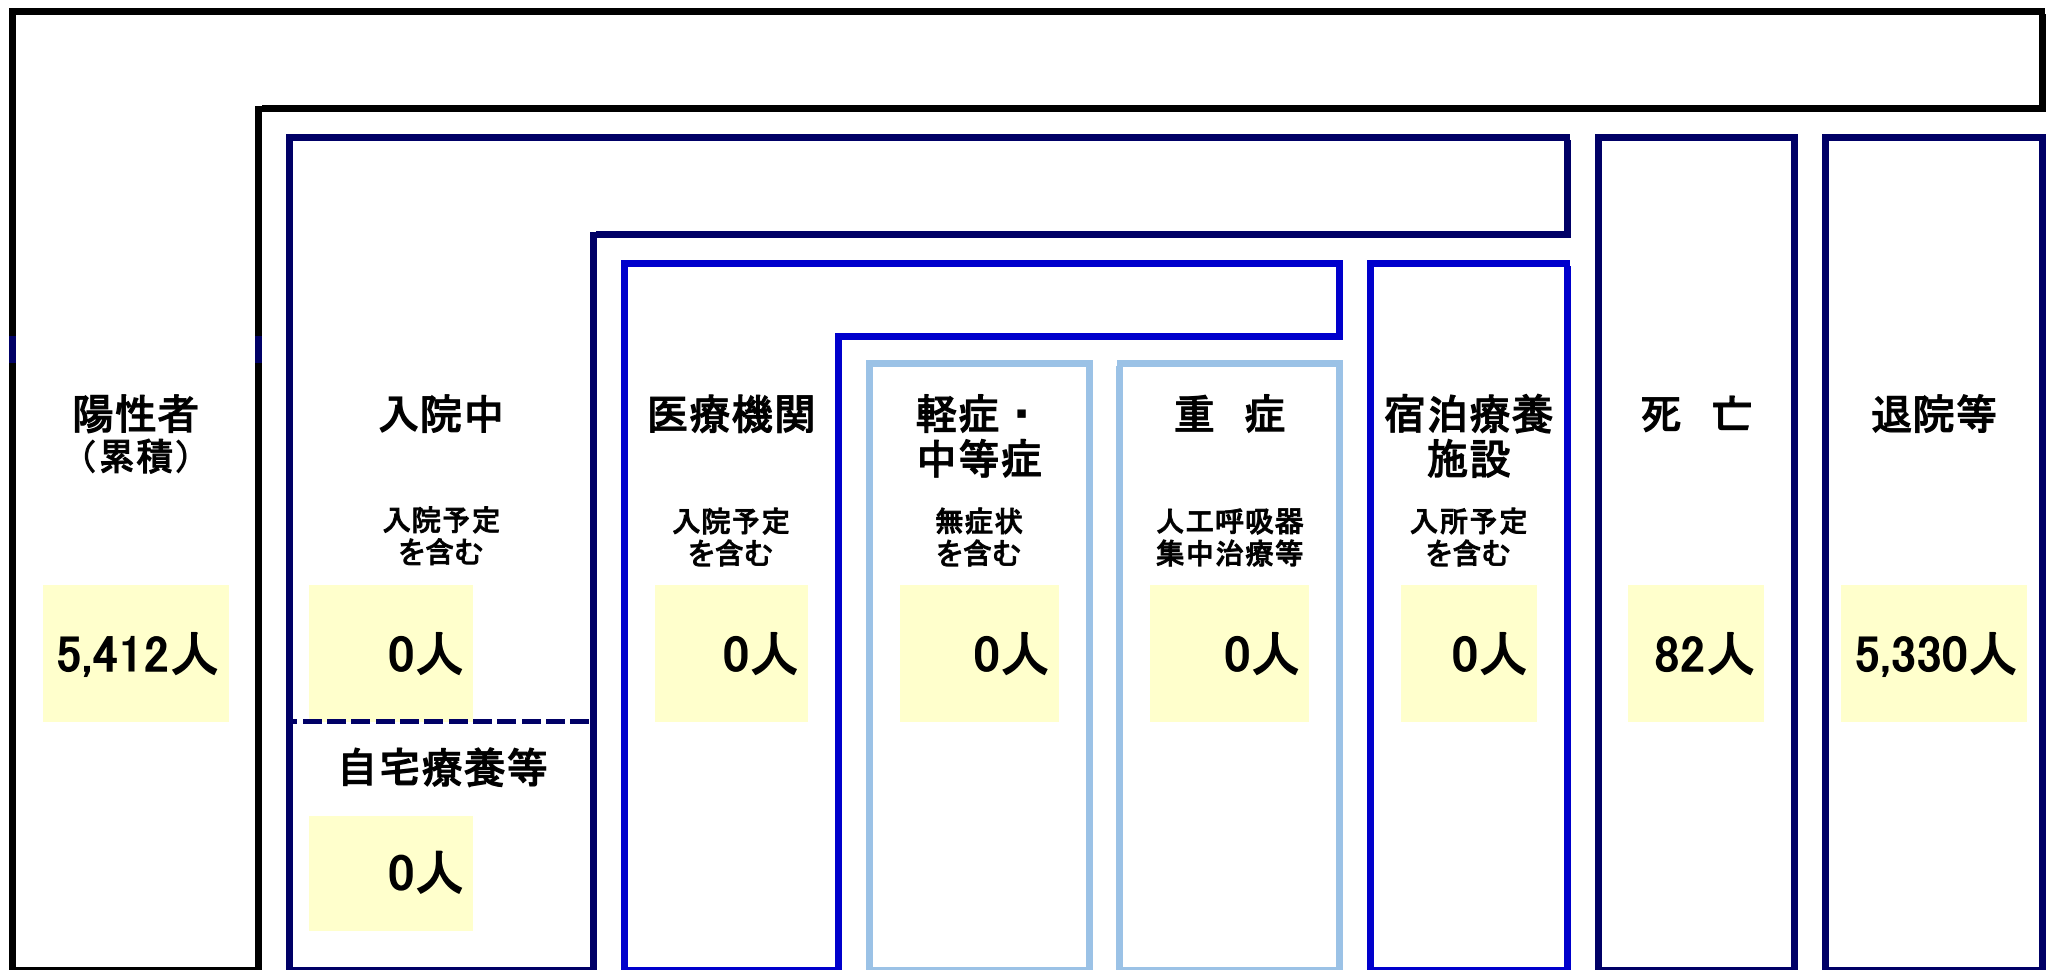 陽性者
（累積）
5,412人
入院中
入院予定
を含む
0人
自宅療養等
0人
医療機関
入院予定
を含む
0人
軽症・
中等症
無症状
を含む
0人
重　症
人工呼吸器
集中治療等
0人
宿泊療養
施設
入所予定
を含む
0人
死　亡
82人
退院等
5,330人